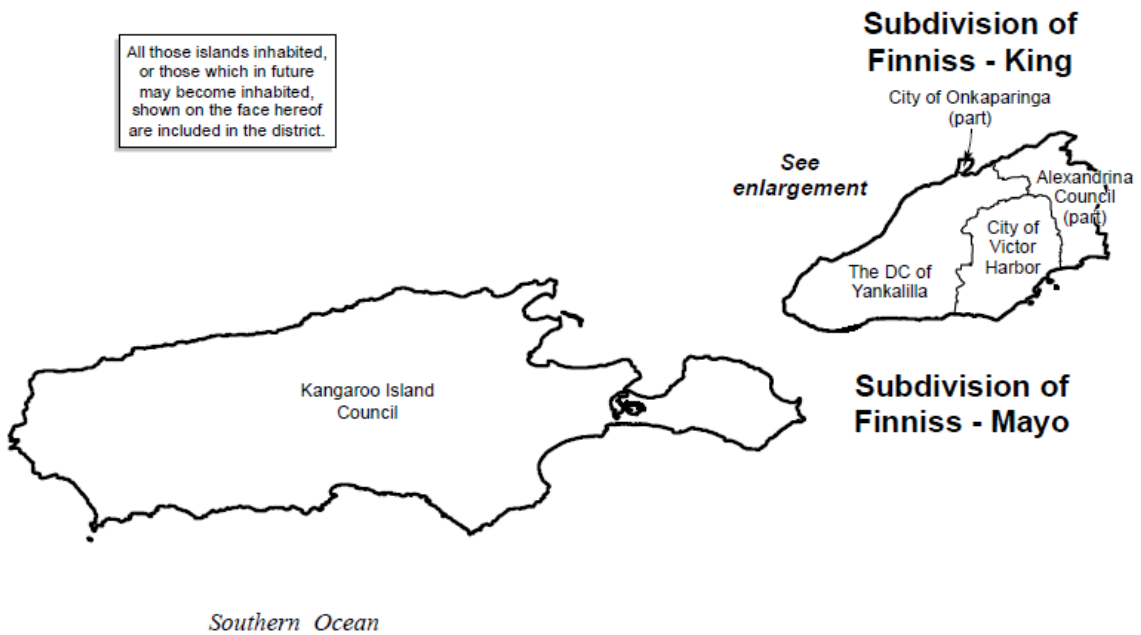 All those islands inhabited,
or those which in future
may become inhabited,
shown on the face hereof
are included in the district.
Subdivision of
Finniss - King
City of Onkaparinga
(part)
See
enlargement
Alexandrina
Council
(part)
City of
Victor
Harbor
The DC of
Yankalilla
Kangaroo Island
Council
Subdivision of
Finniss - Mayo
Southern Ocean